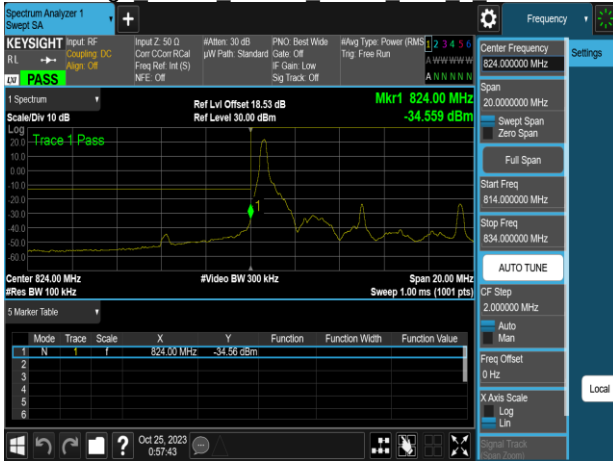 Spectrum Analyzer 1
Swept SA
+
Frequency
KEYSIGHT
Input: RF
Coupling: DC
Align: Off
Input Z: 50 Ω
Corr CCorr RCal
Freq Ref: Int (S)
NFE: Off
#Atten: 30 dB
µW Path: Standard
PNO: Best Wide
Gate: Off
IF Gain: Low
Sig Track: Off
#Avg Type: Power (RMS
Trig: Free Run
1 2 3 4 5 6
A W W W W W
A N N N N N
RL
LXI
PASS
1 Spectrum
Scale/Div 10 dB
Ref Lvl Offset 18.53 dB
Ref Level 30.00 dBm
Mkr1 824.00 MHz
-34.559 dBm
Log
Trace 1 Pass
20.0
10.0
0.00
-10.0
-20.0
-30.0
-40.0
-50.0
-60.0
1
Center 824.00 MHz
#Video BW 300 kHz
Span 20.00 MHz
#Res BW 100 kHz
Sweep 1.00 ms (1001 pts)
5 Marker Table
Mode Trace Scale X Y Function Function Width Function Value
1 N 1 f 824.00 MHz -34.56 dBm
2
3
4
5
6
Oct 25, 2023
0:57:43
Center Frequency
824.000000 MHz
Span
20.0000000 MHz
Swept Span
Zero Span
Full Span
Start Freq
814.000000 MHz
Stop Freq
834.000000 MHz
AUTO TUNE
CF Step
2.000000 MHz
Auto
Man
Freq Offset
0 Hz
X Axis Scale
Log
Lin
Signal Track
(Span Zoom)
Settings
Local